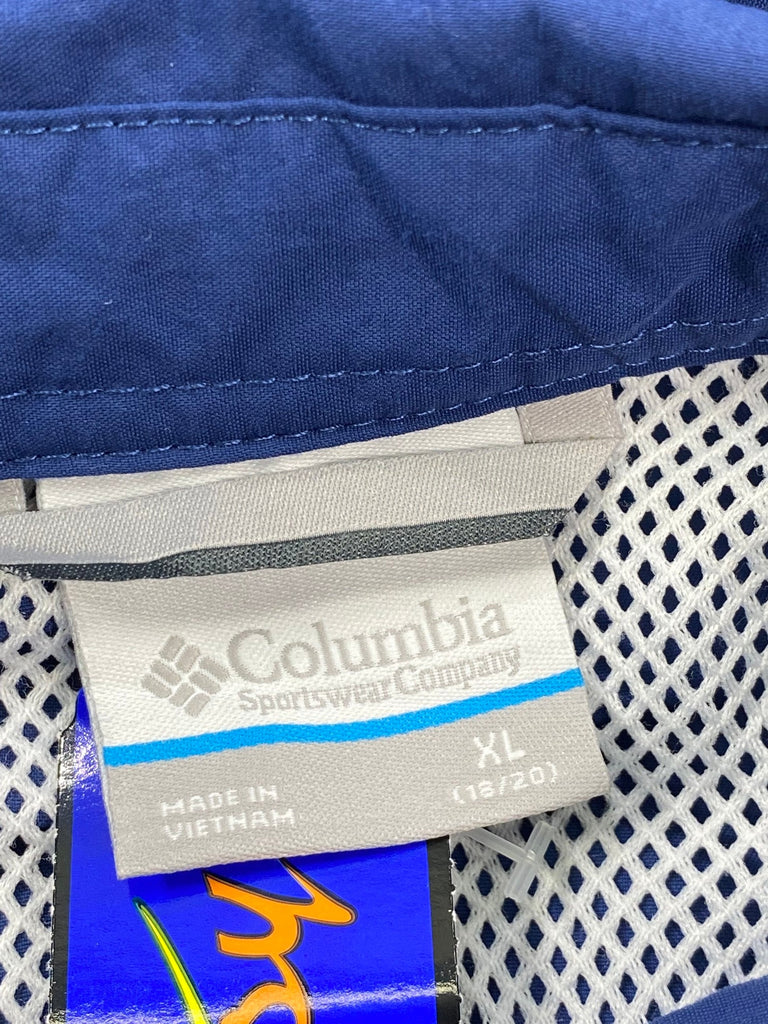 Columbia
Sportswear Company
XL
(18/20)
MADE IN
VIETNAM